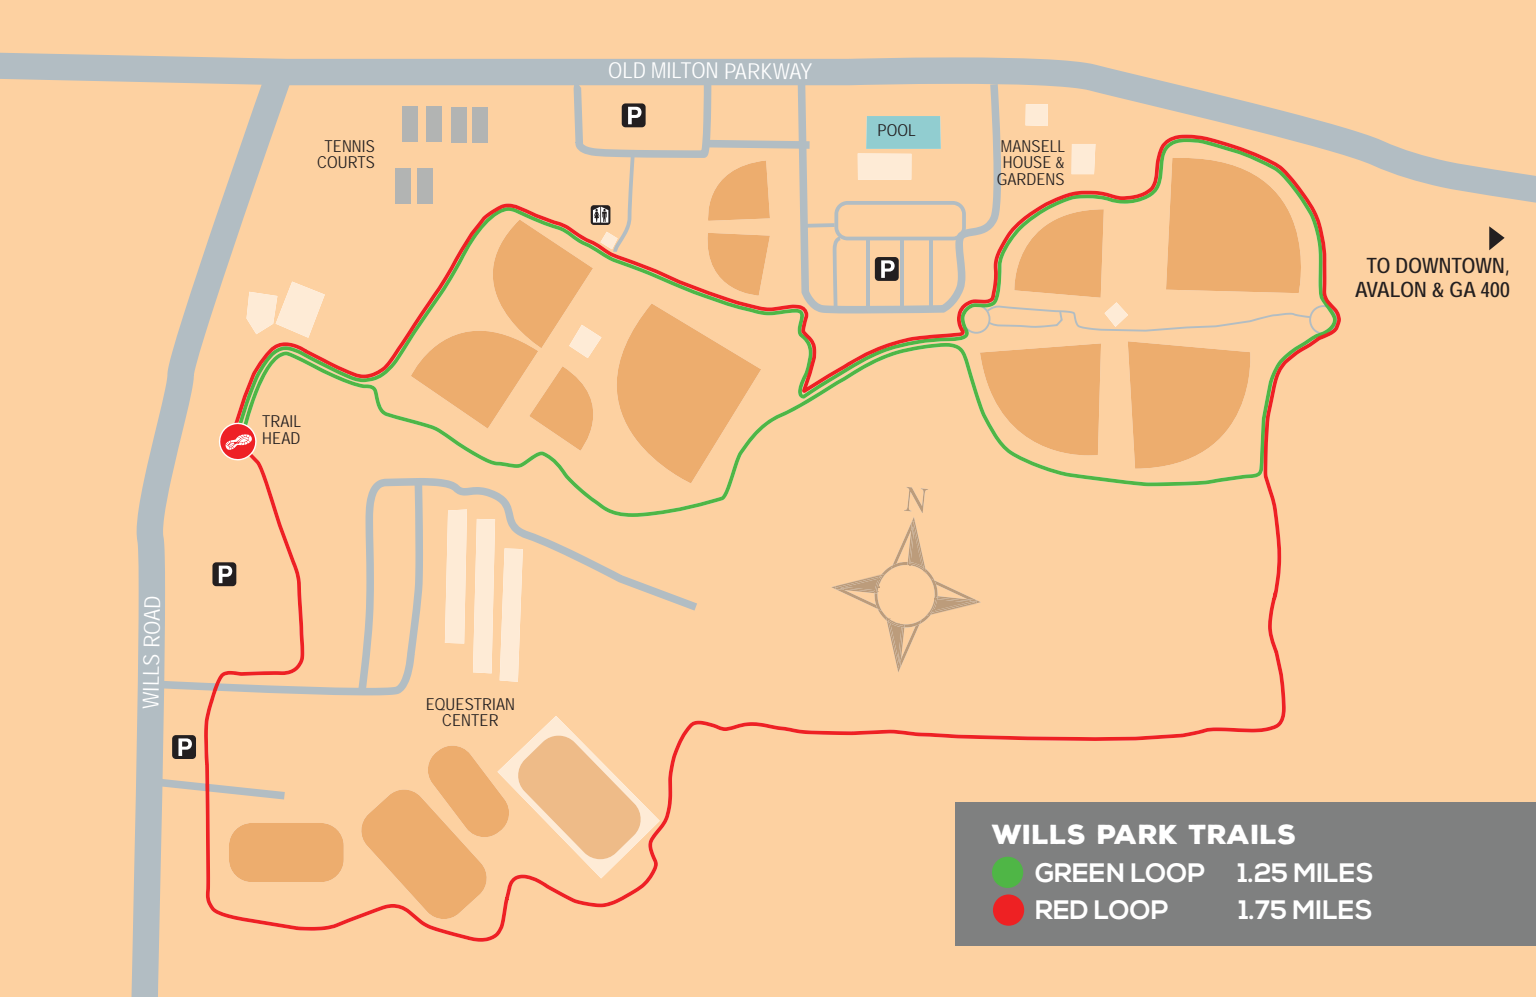 OLD MILTON PARKWAY
P
POOL
TENNIS
COURTS
MANSELL
HOUSE &
GARDENS
P
TO DOWNTOWN,
AVALON & GA 400
TRAIL
HEAD
N
P
WILLS ROAD
EQUESTRIAN
CENTER
P
WILLS PARK TRAILS
GREEN LOOP 1.25 MILES
RED LOOP 1.75 MILES